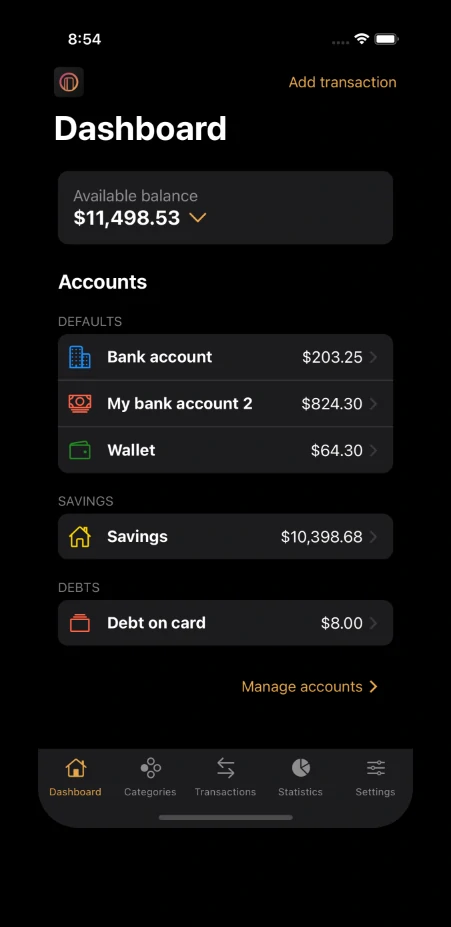 8:54
Add transaction
Dashboard
Available balance
$11,498.53
Accounts
DEFAULTS
Bank account $203.25
My bank account 2 $824.30
Wallet $64.30
SAVINGS
Savings $10,398.68
DEBTS
Debt on card $8.00
Manage accounts
Dashboard Categories Transactions Statistics Settings